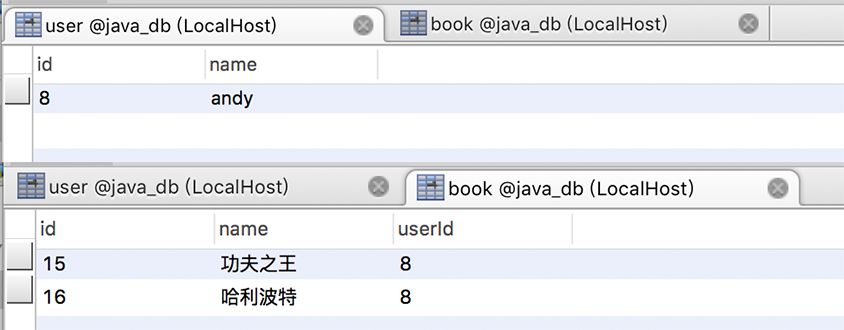 user @java_db (LocalHost) book @java_db (LocalHost)
id name
8 andy
user @java_db (LocalHost) book @java_db (LocalHost)
id name userId
15 功夫之王 8
16 哈利波特 8